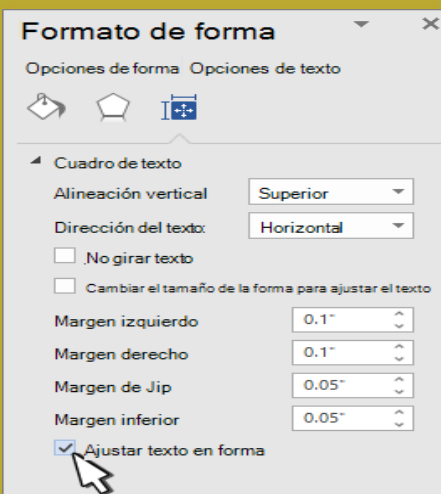 Formato de forma
Opciones de forma Opciones de texto
Cuadro de texto
Alineación vertical Superior
Dirección del texto: Horizontal
No girar texto
Cambiar el tamaño de la forma para ajustar el texto
Margen izquierdo 0.1"
Margen derecho 0.1"
Margen de Jip 0.05"
Margen inferior 0.05"
Ajustar texto en forma